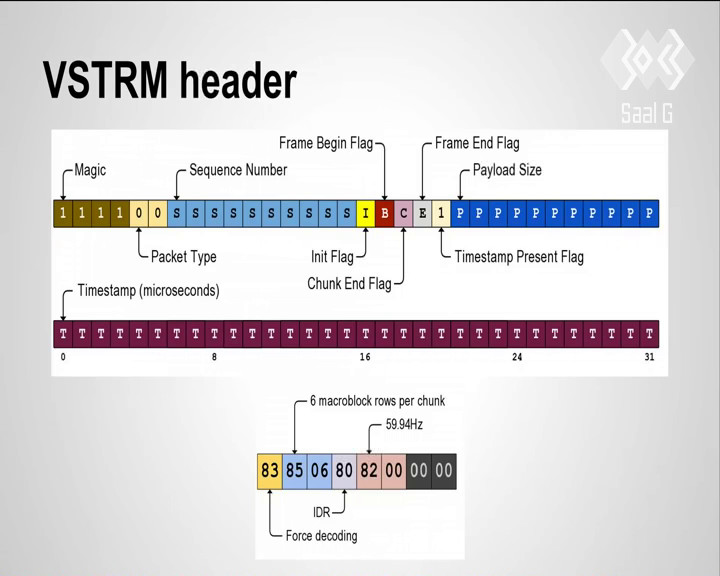 VSTRM header
Saal G
Frame Begin Flag
Frame End Flag
Magic
Sequence Number
Payload Size
1 1 1 1 0 0 S S S S S S S S S S I B C E 1 P P P P P P P P P P P
Packet Type
Init Flag
Timestamp Present Flag
Chunk End Flag
Timestamp (microseconds)
T T T T T T T T T T T T T T T T T T T T T T T T T T T T T T T T
0 8 16 24 31
6 macroblock rows per chunk
59.94Hz
83 85 06 80 82 00 00 00
IDR
Force decoding